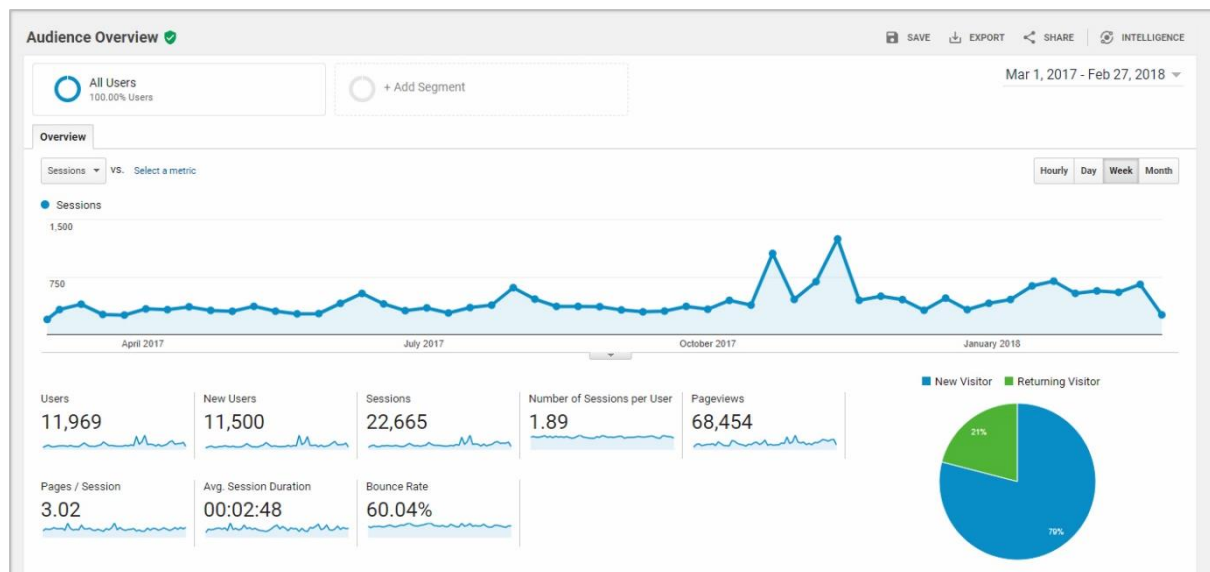 Audience Overview
SAVE EXPORT SHARE INTELLIGENCE
All Users
100.00% Users
+ Add Segment
Mar 1, 2017 - Feb 27, 2018
Overview
Sessions VS. Select a metric
Hourly Day Week Month
Sessions
1,500
750
April 2017 July 2017 October 2017 January 2018
New Visitor Returning Visitor
Users New Users Sessions Number of Sessions per User Pageviews
11,969 11,500 22,665 1.89 68,454
21%
Pages / Session Avg. Session Duration Bounce Rate
3.02 00:02:48 60.04%
79%